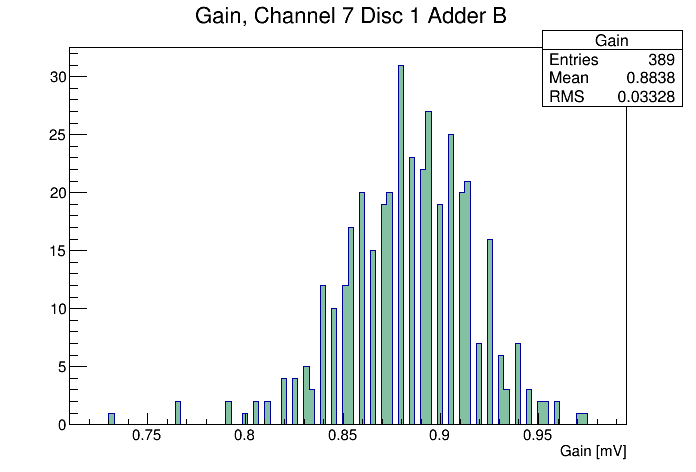 Gain, Channel 7 Disc 1 Adder B
Gain
Entries 389
Mean 0.8838
RMS 0.03328
30
25
20
15
10
5
0
0.75 0.8 0.85 0.9 0.95
Gain [mV]